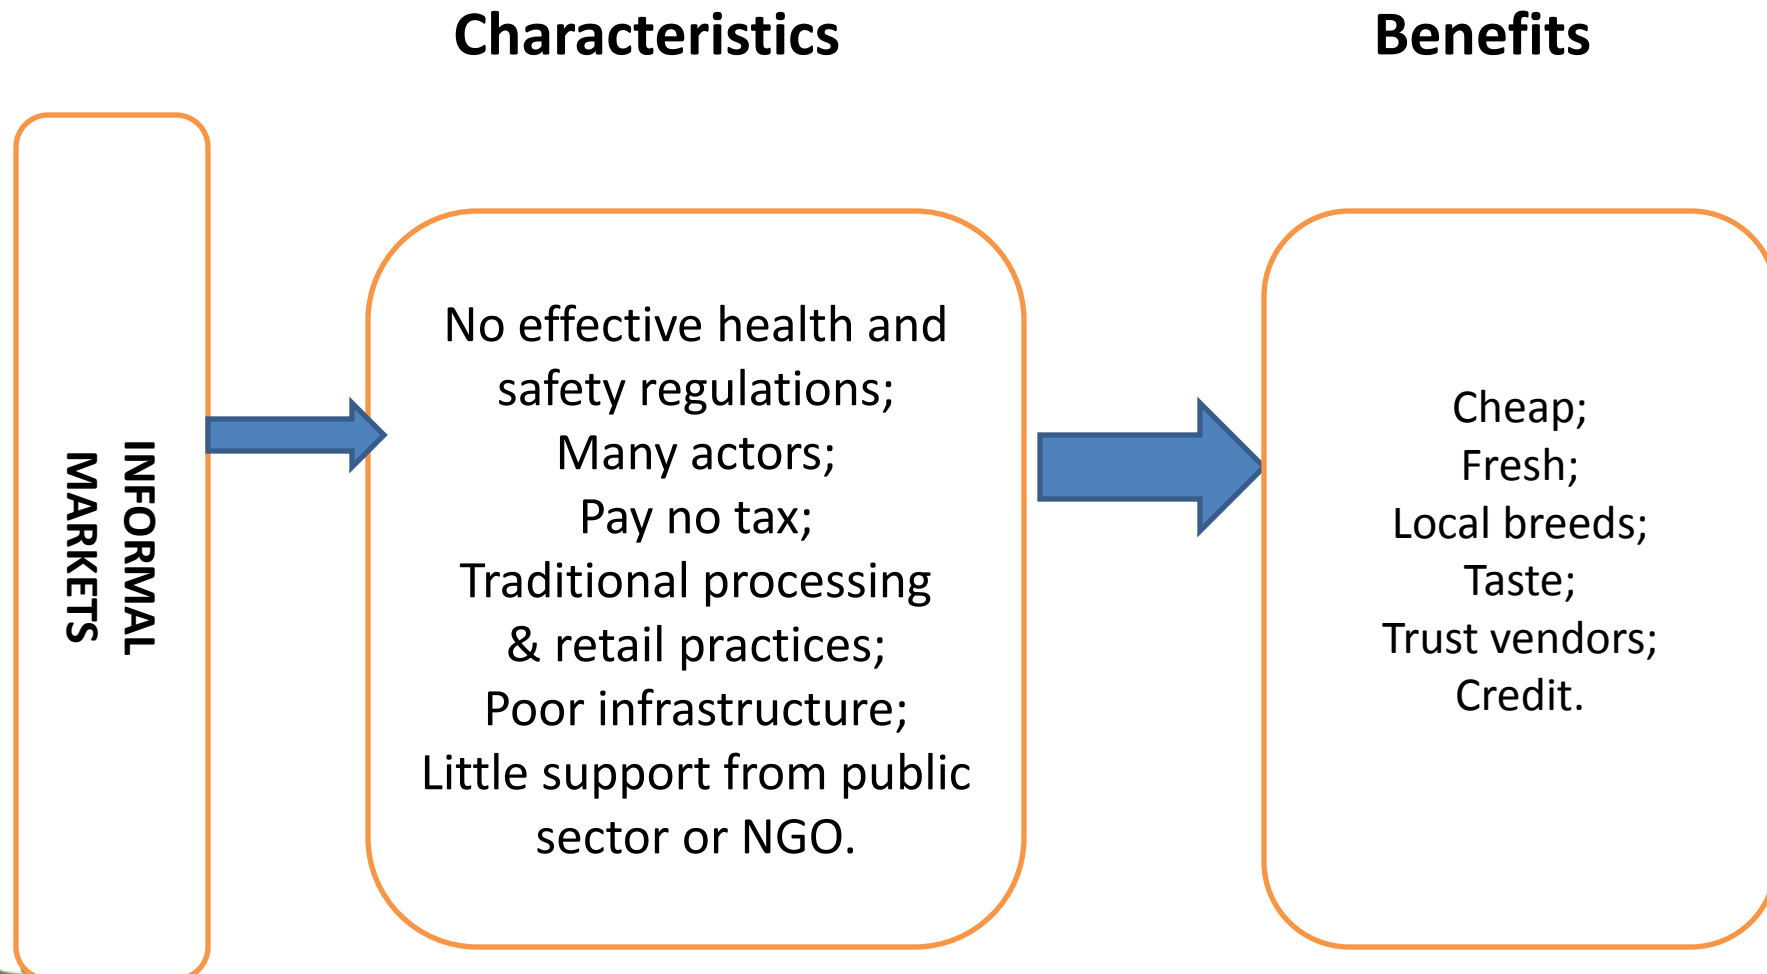 Characteristics
Benefits
INFORMAL
MARKETS
No effective health and
safety regulations;
Many actors;
Pay no tax;
Traditional processing
& retail practices;
Poor infrastructure;
Little support from public
sector or NGO.
Cheap;
Fresh;
Local breeds;
Taste;
Trust vendors;
Credit.